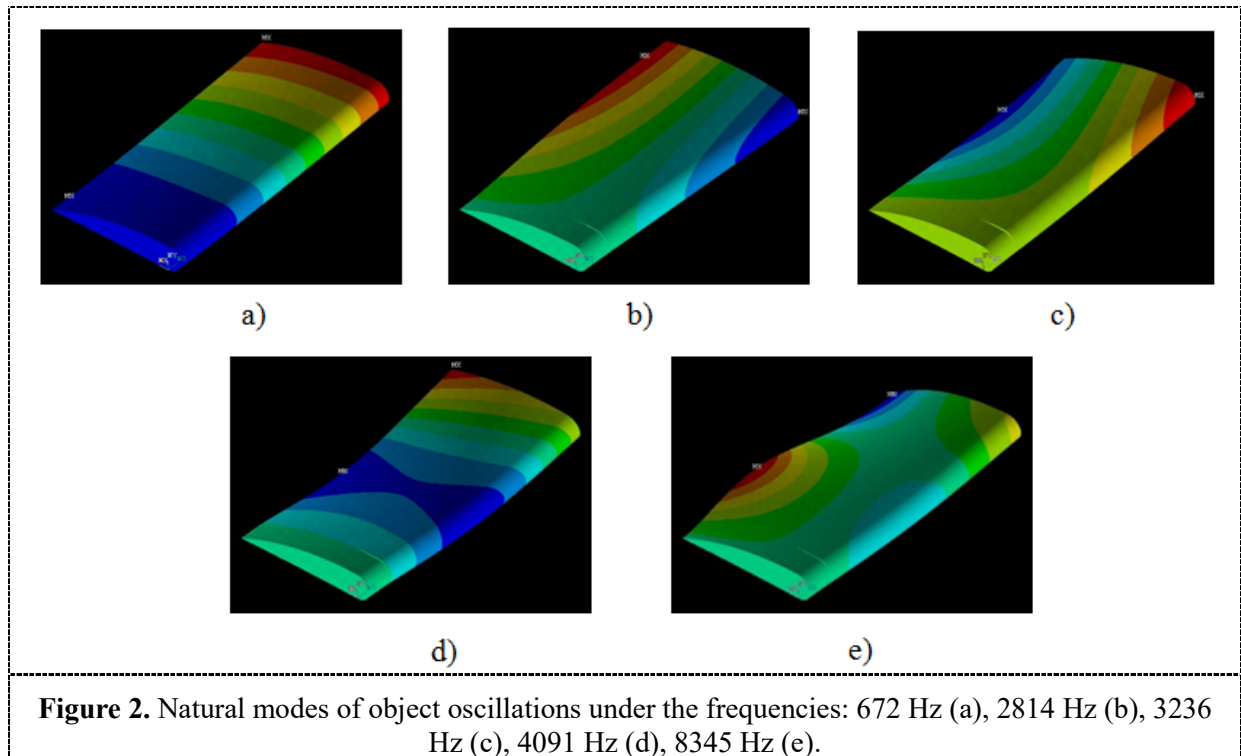 a)
b)
c)
d)
e)
Figure 2. Natural modes of object oscillations under the frequencies: 672 Hz (a), 2814 Hz (b), 3236
Hz (c), 4091 Hz (d), 8345 Hz (e).